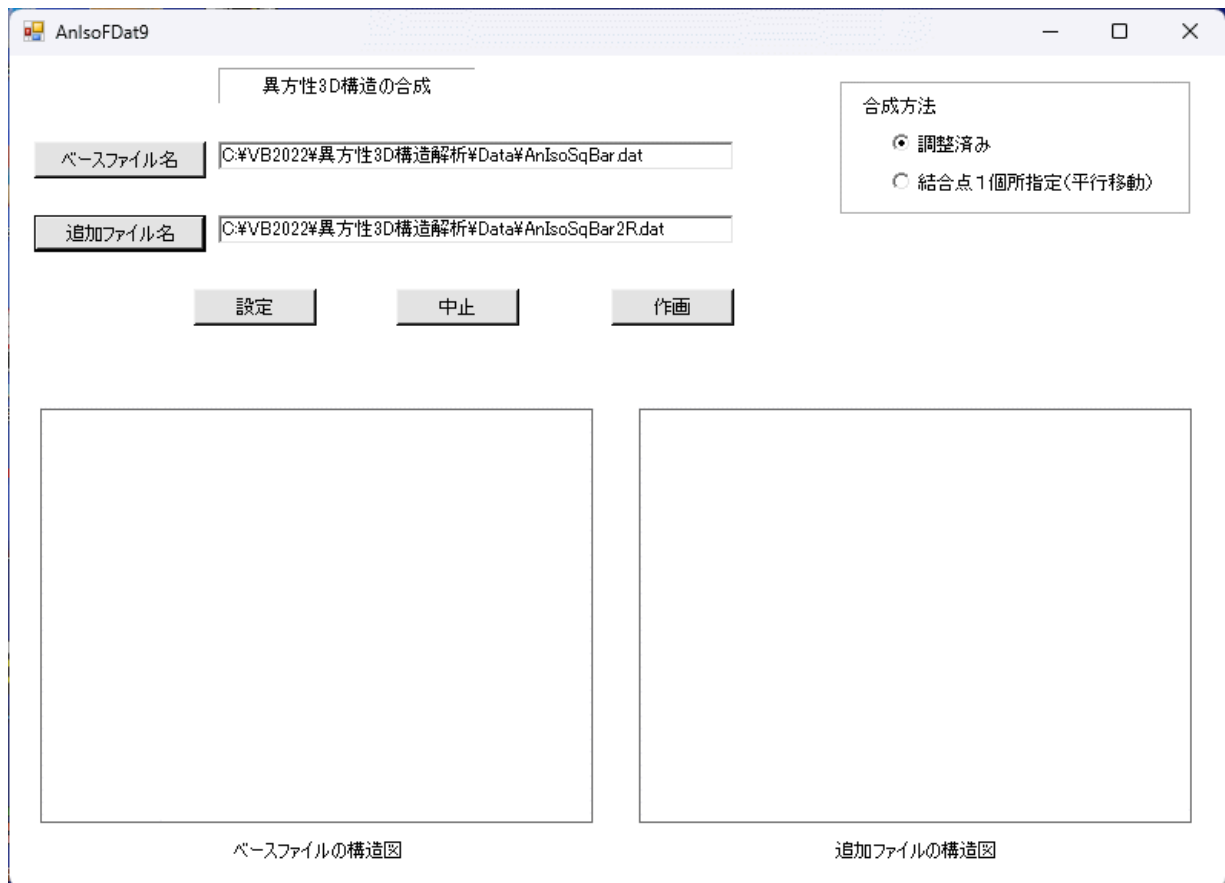 AnIsoFDat9
異方性3D構造の合成
合成方法
調整済み
結合点１個所指定(平行移動)
ベースファイル名
C:¥VB2022¥異方性3D構造解析¥Data¥AnIsoSqBar.dat
追加ファイル名
C:¥VB2022¥異方性3D構造解析¥Data¥AnIsoSqBar2R.dat
設定
中止
作画
ベースファイルの構造図
追加ファイルの構造図